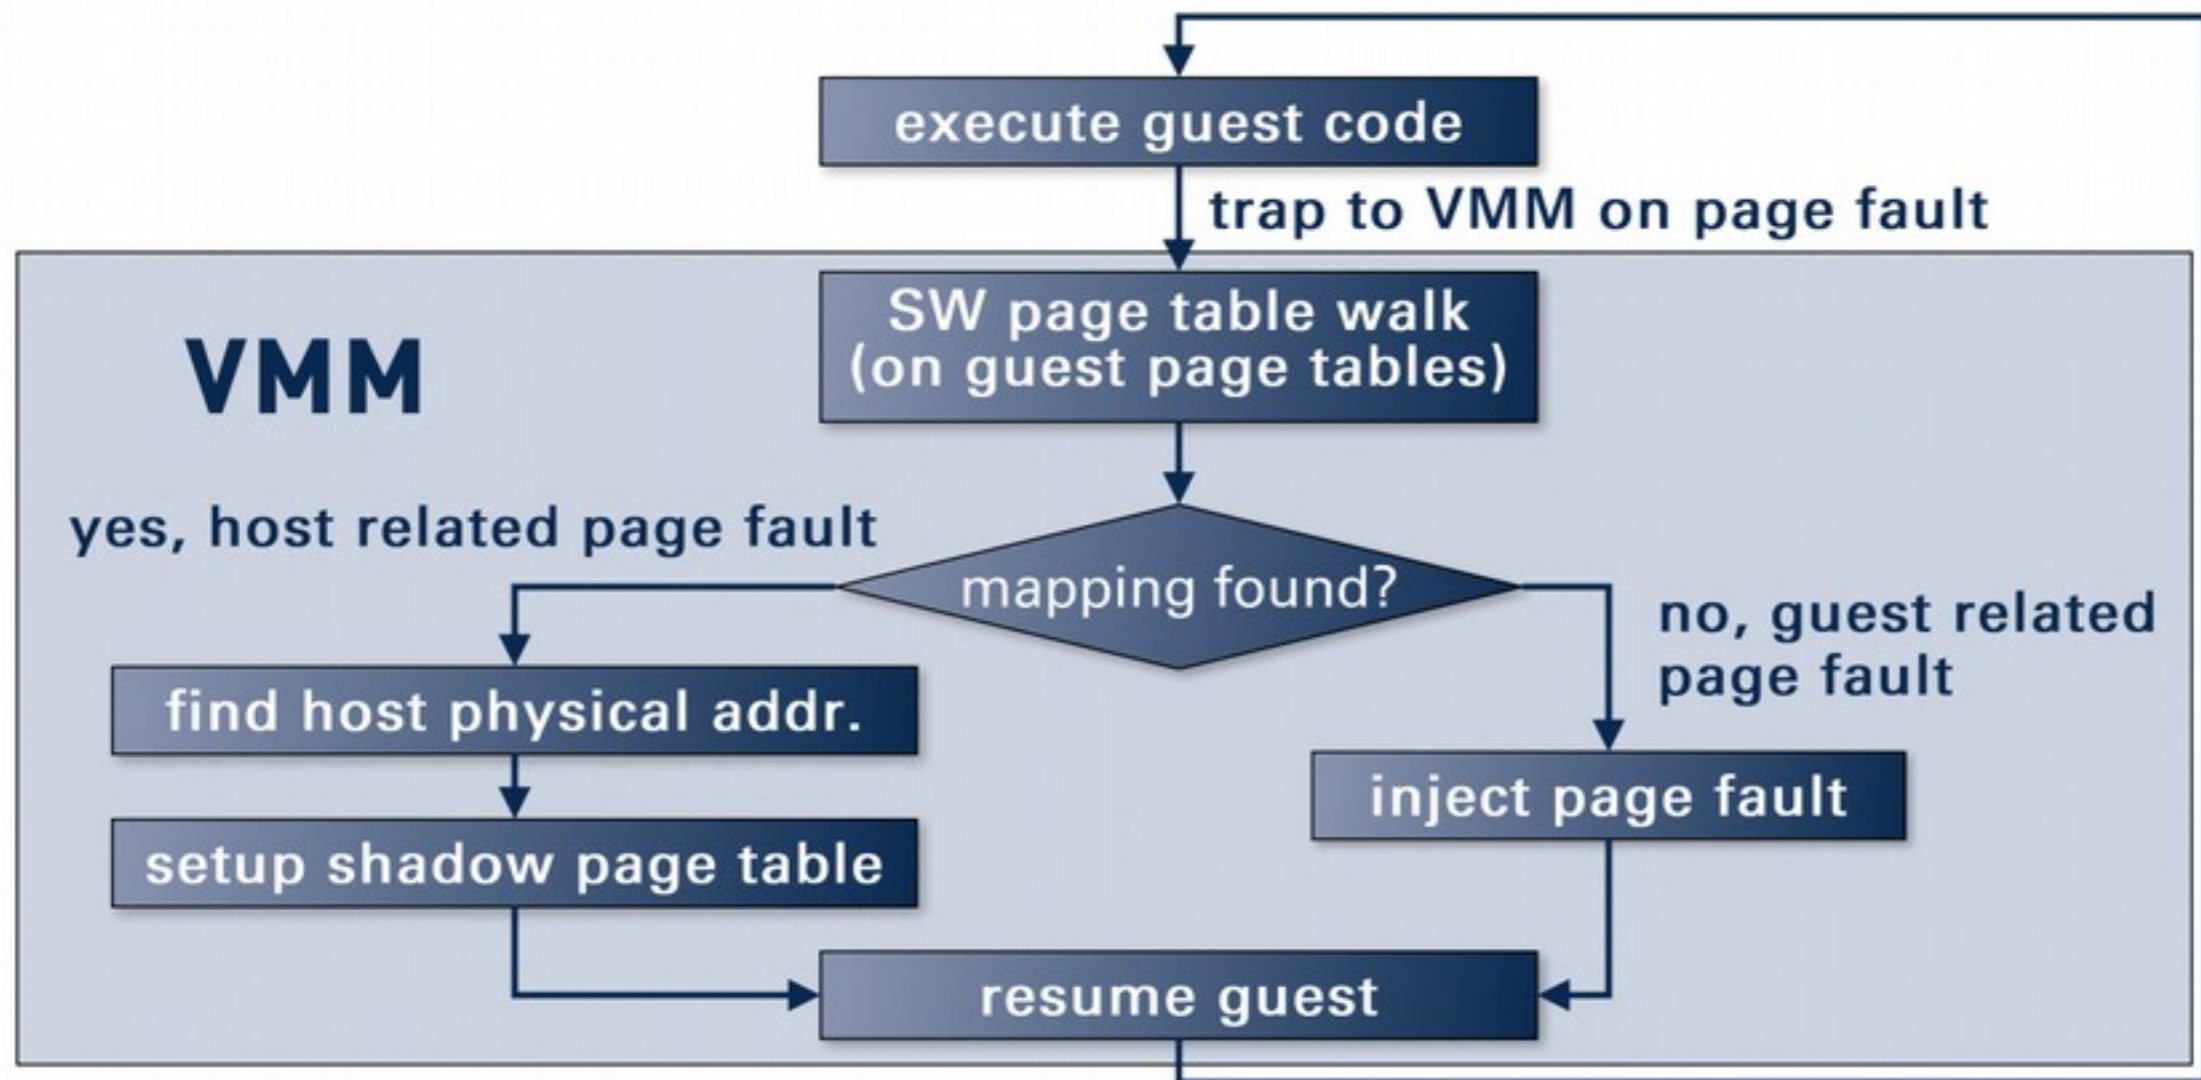 execute guest code
trap to VMM on page fault
SW page table walk
(on guest page tables)
VMM
yes, host related page fault
mapping found?
no, guest related
page fault
find host physical addr.
inject page fault
setup shadow page table
resume guest